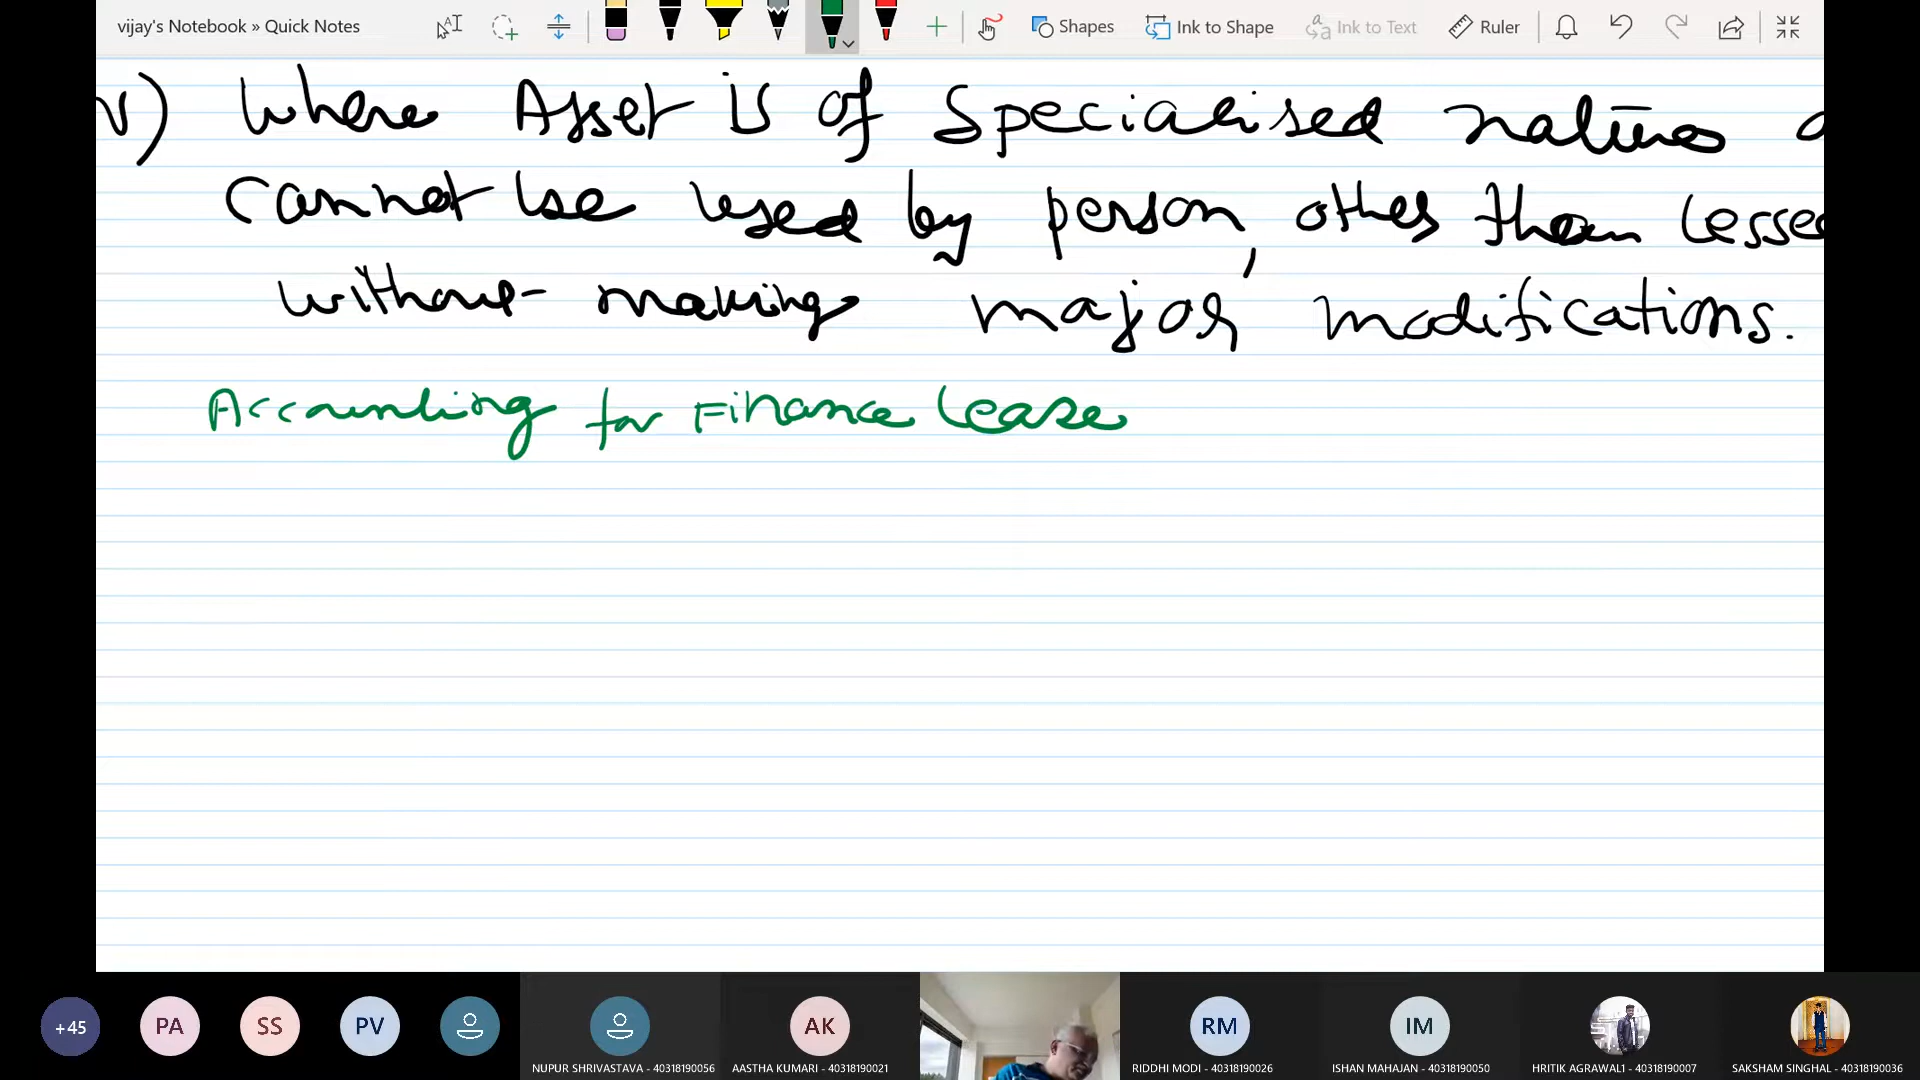 vijay's Notebook » Quick Notes
Shapes
Ink to Shape
Ink to Text
Ruler
v) Where Asset is of Specialised nature
cannot be used by person, other than Lessee
without making major modifications.
Accounting for Finance Lease
+45
PA
SS
PV
AK
RM
IM
NUPUR SHRIVASTAVA - 40318190056
AASTHA KUMARI - 40318190021
RIDDHI MODI - 40318190026
ISHAN MAHAJAN - 40318190050
HRITIK AGRAWAL1 - 40318190007
SAKSHAM SINGHAL - 40318190036